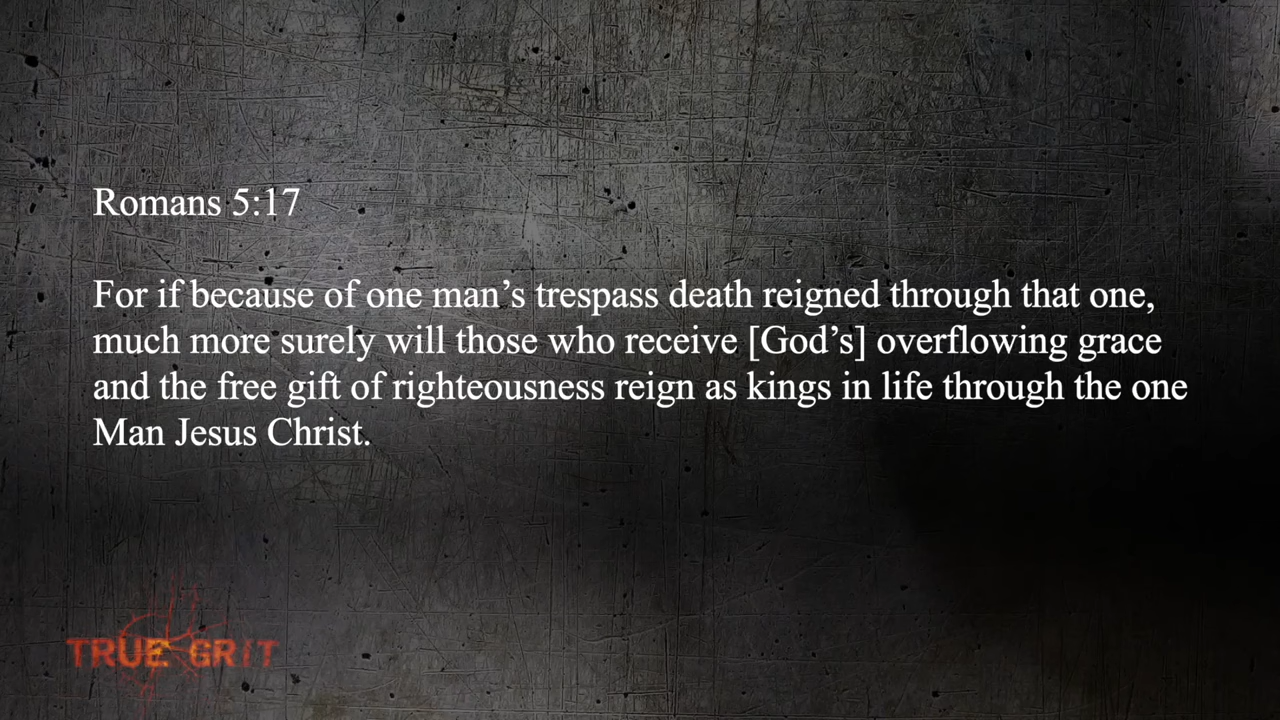 Romans 5:17
For if because of one man’s trespass death reigned through that one,
much more surely will those who receive [God’s] overflowing grace
and the free gift of righteousness reign as kings in life through the one
Man Jesus Christ.
TRUE GRIT